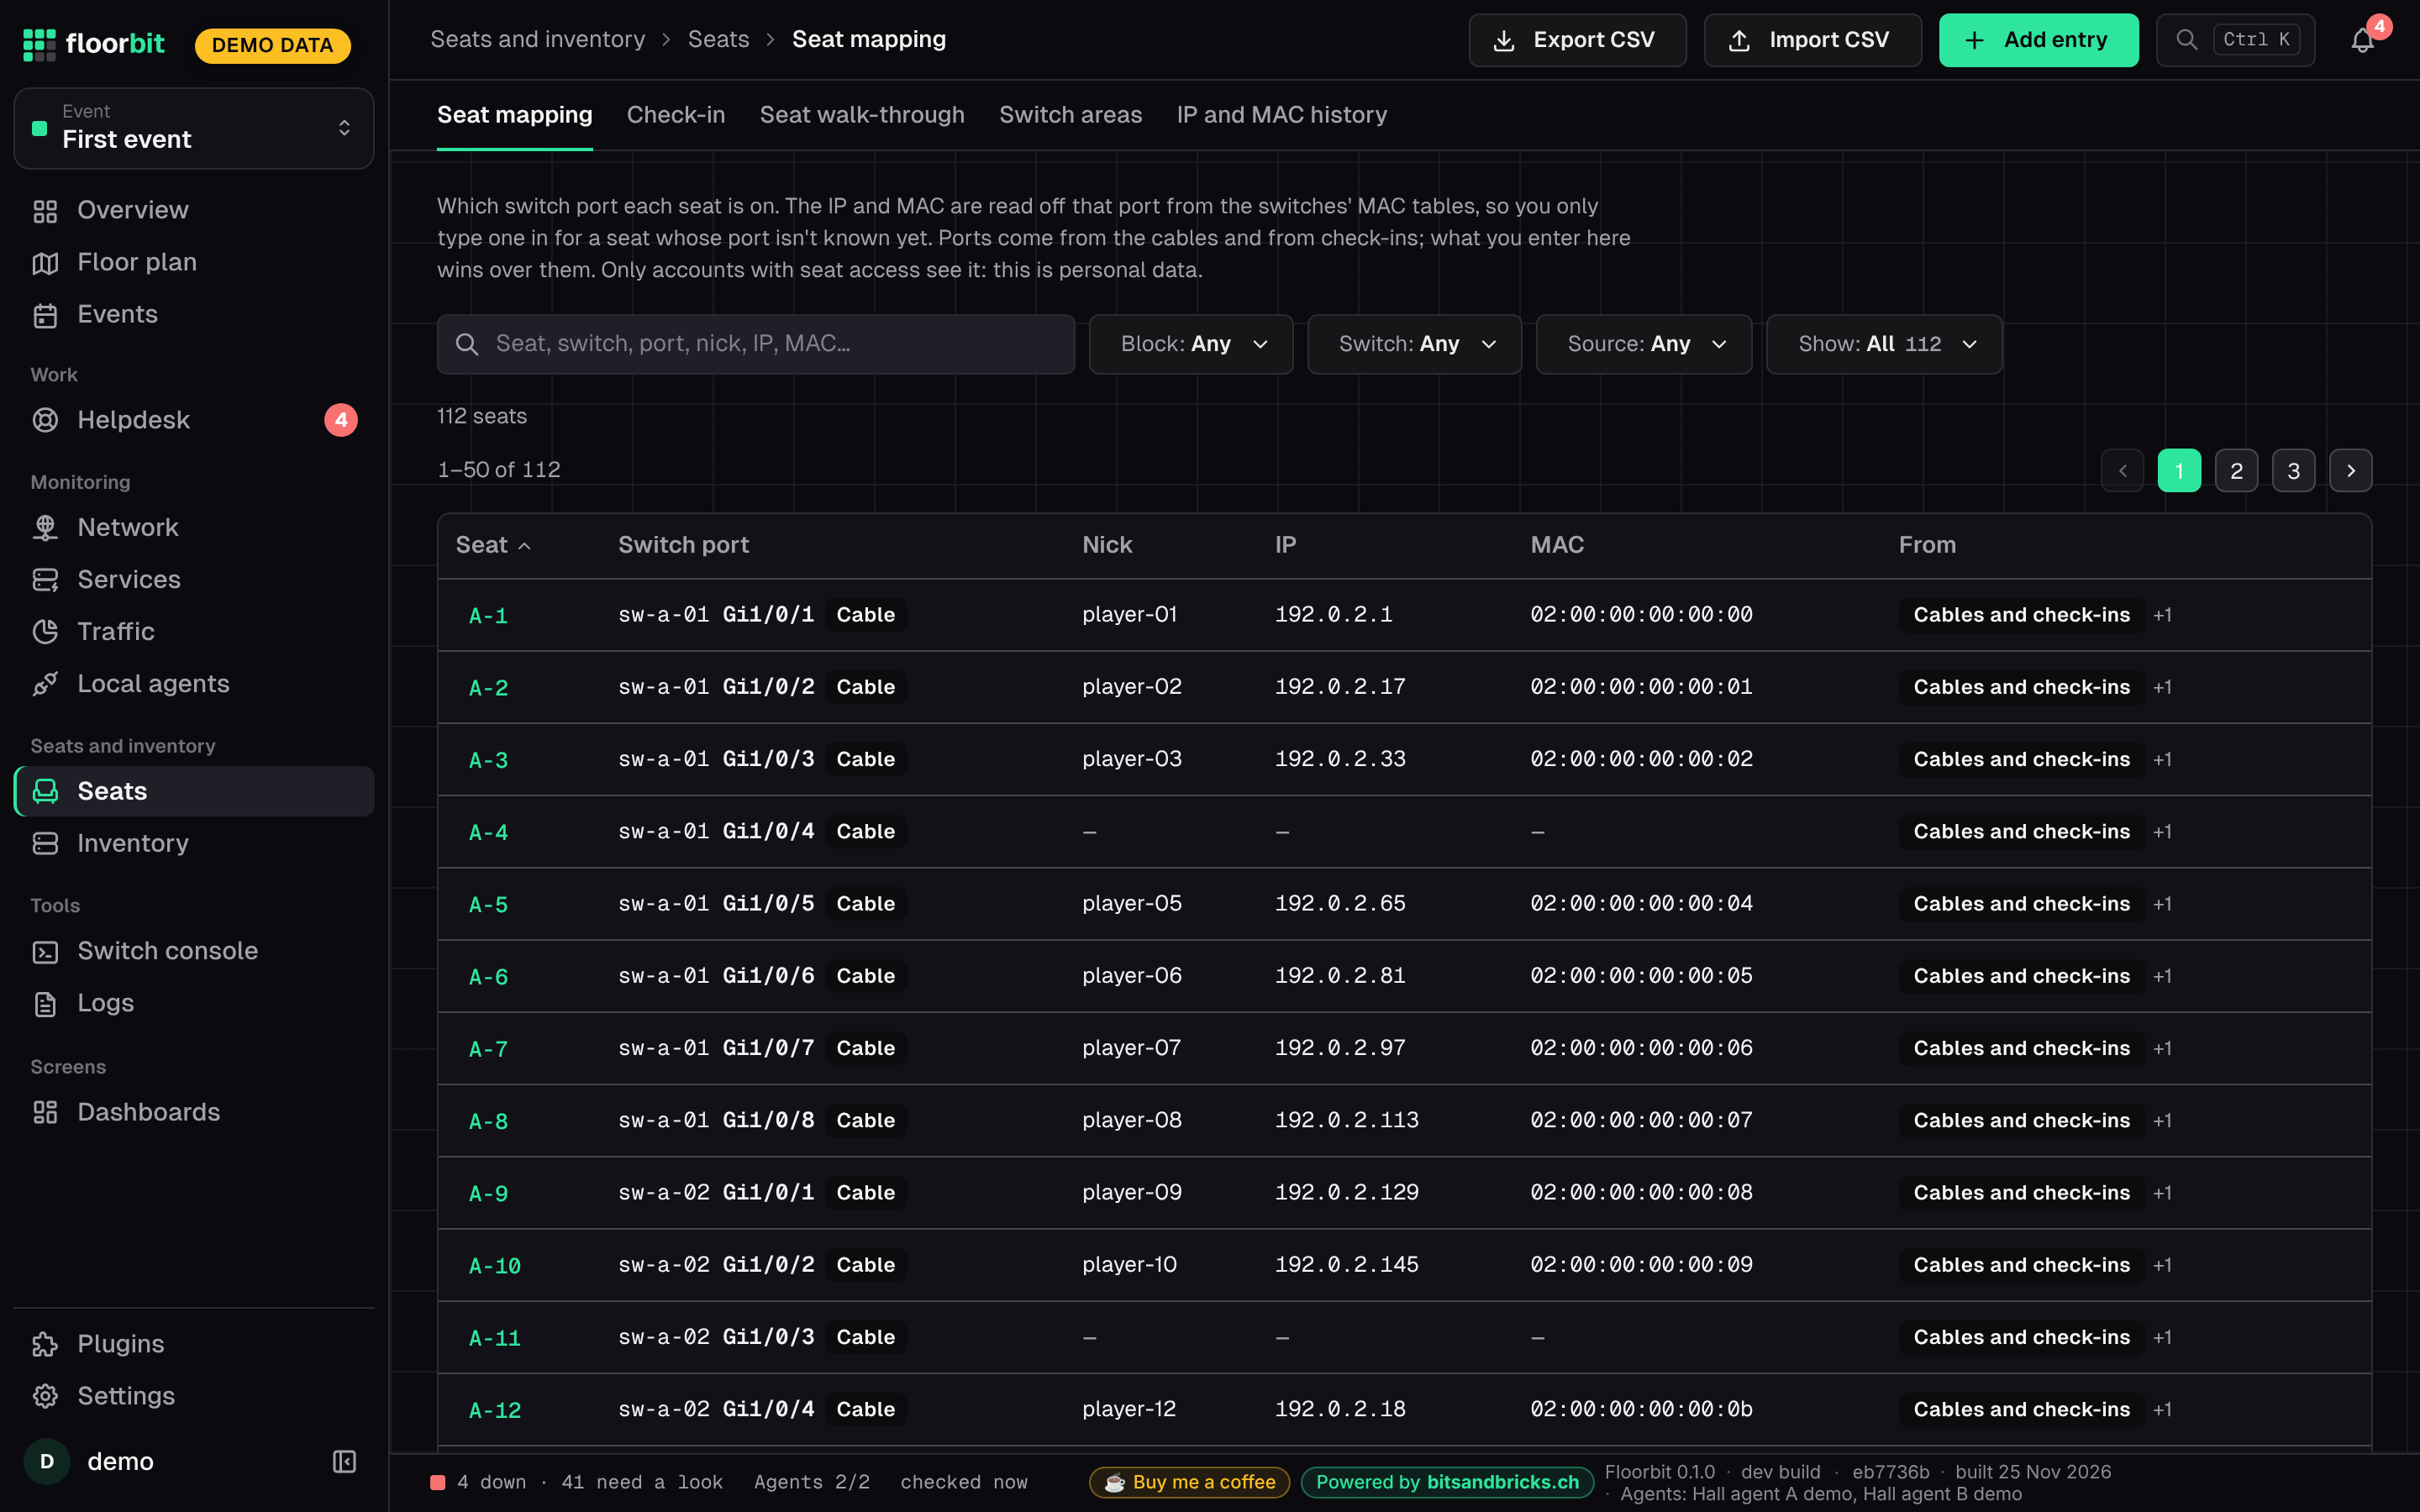 floorbit DEMO DATA
Event
First event
Overview
Floor plan
Events
Work
Helpdesk 4
Monitoring
Network
Services
Traffic
Local agents
Seats and inventory
Seats
Inventory
Tools
Switch console
Logs
Screens
Dashboards
Plugins
Settings
D demo
Seats and inventory > Seats > Seat mapping Export CSV Import CSV + Add entry Ctrl K 4
Seat mapping Check-in Seat walk-through Switch areas IP and MAC history
Which switch port each seat is on. The IP and MAC are read off that port from the switches' MAC tables, so you only
type one in for a seat whose port isn't known yet. Ports come from the cables and from check-ins; what you enter here
wins over them. Only accounts with seat access see it: this is personal data.
Seat, switch, port, nick, IP, MAC... Block: Any Switch: Any Source: Any Show: All 112
112 seats
1–50 of 112 1 2 3
Seat Switch port Nick IP MAC From
A-1 sw-a-01 Gi1/0/1 Cable player-01 192.0.2.1 02:00:00:00:00:00 Cables and check-ins +1
A-2 sw-a-01 Gi1/0/2 Cable player-02 192.0.2.17 02:00:00:00:00:01 Cables and check-ins +1
A-3 sw-a-01 Gi1/0/3 Cable player-03 192.0.2.33 02:00:00:00:00:02 Cables and check-ins +1
A-4 sw-a-01 Gi1/0/4 Cable – – – Cables and check-ins +1
A-5 sw-a-01 Gi1/0/5 Cable player-05 192.0.2.65 02:00:00:00:00:04 Cables and check-ins +1
A-6 sw-a-01 Gi1/0/6 Cable player-06 192.0.2.81 02:00:00:00:00:05 Cables and check-ins +1
A-7 sw-a-01 Gi1/0/7 Cable player-07 192.0.2.97 02:00:00:00:00:06 Cables and check-ins +1
A-8 sw-a-01 Gi1/0/8 Cable player-08 192.0.2.113 02:00:00:00:00:07 Cables and check-ins +1
A-9 sw-a-02 Gi1/0/1 Cable player-09 192.0.2.129 02:00:00:00:00:08 Cables and check-ins +1
A-10 sw-a-02 Gi1/0/2 Cable player-10 192.0.2.145 02:00:00:00:00:09 Cables and check-ins +1
A-11 sw-a-02 Gi1/0/3 Cable – – – Cables and check-ins +1
A-12 sw-a-02 Gi1/0/4 Cable player-12 192.0.2.18 02:00:00:00:00:0b Cables and check-ins +1
4 down · 41 need a look Agents 2/2 checked now ☕ Buy me a coffee Powered by bitsandbricks.ch
Floorbit 0.1.0 · dev build · eb7736b · built 25 Nov 2026
· Agents: Hall agent A demo, Hall agent B demo